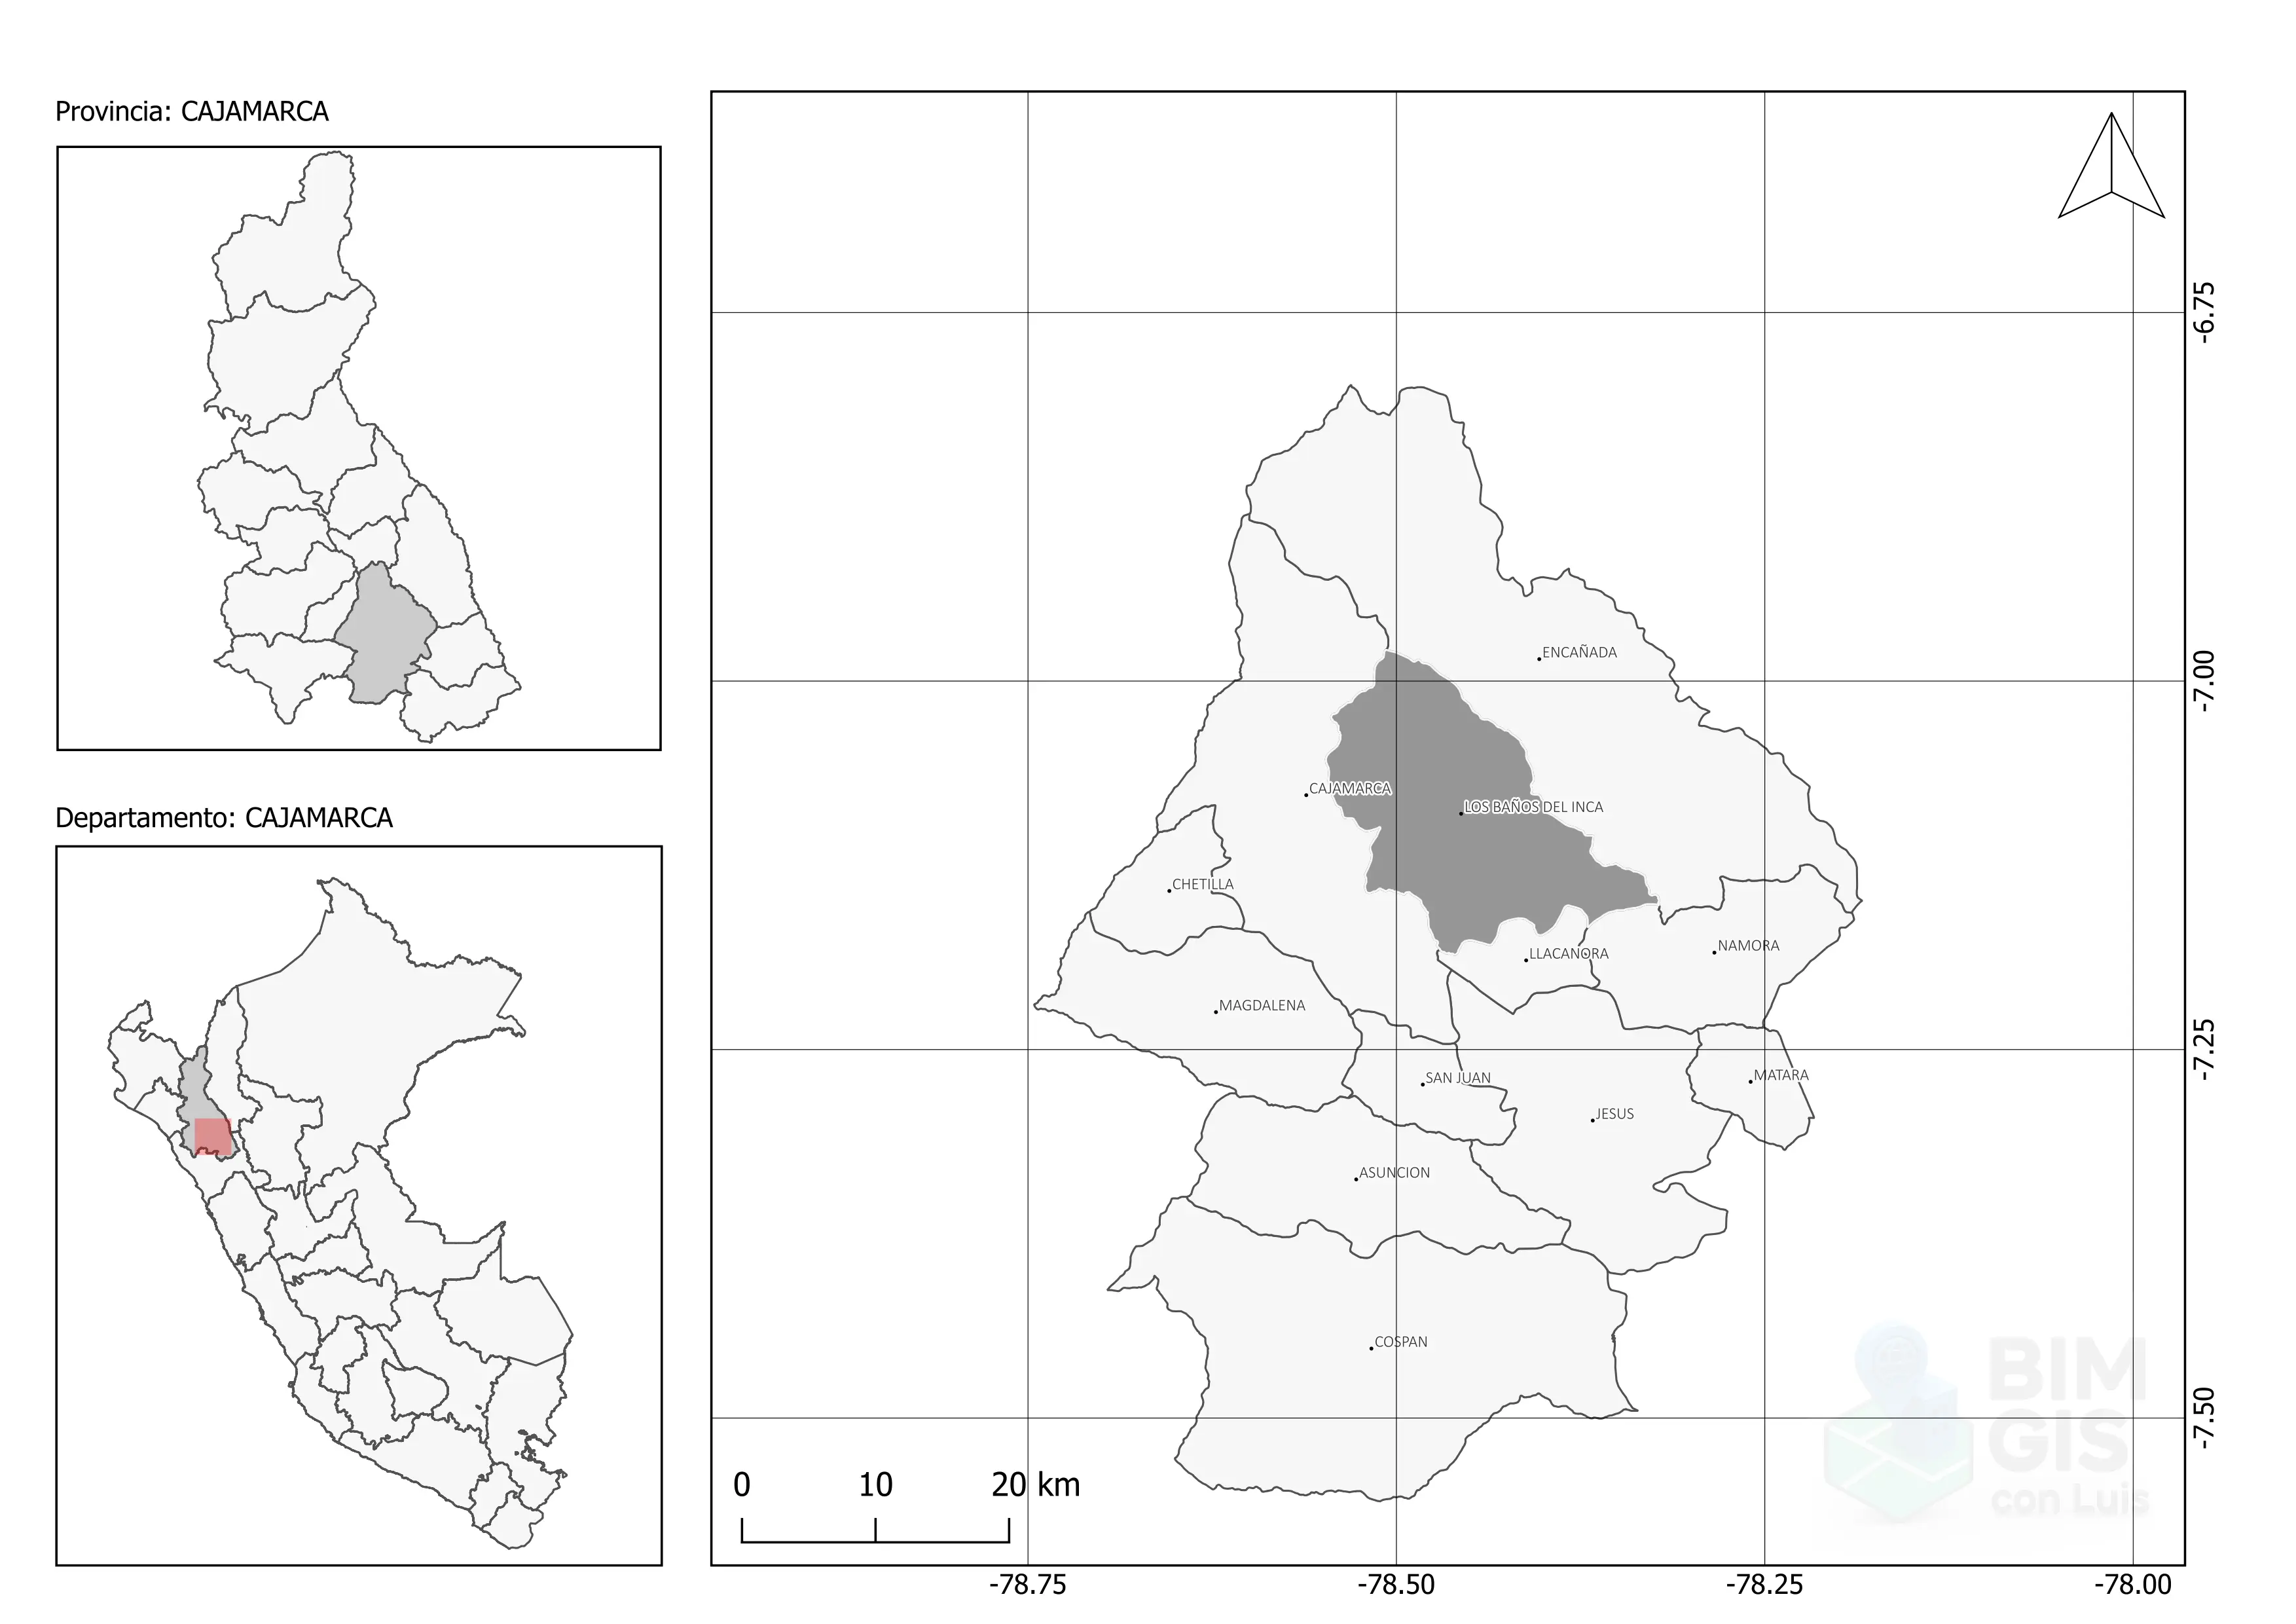 Provincia: CAJAMARCA
Departamento: CAJAMARCA
ENCAÑADA
CAJAMARCA
LOS BAÑOS DEL INCA
CHETILLA
LLACANORA
NAMORA
MAGDALENA
SAN JUAN
MATARA
JESUS
ASUNCION
COSPAN
0 10 20 km
-6.75
-7.00
-7.25
-7.50
-78.75 -78.50 -78.25 -78.00
BIM
GIS
con Luis